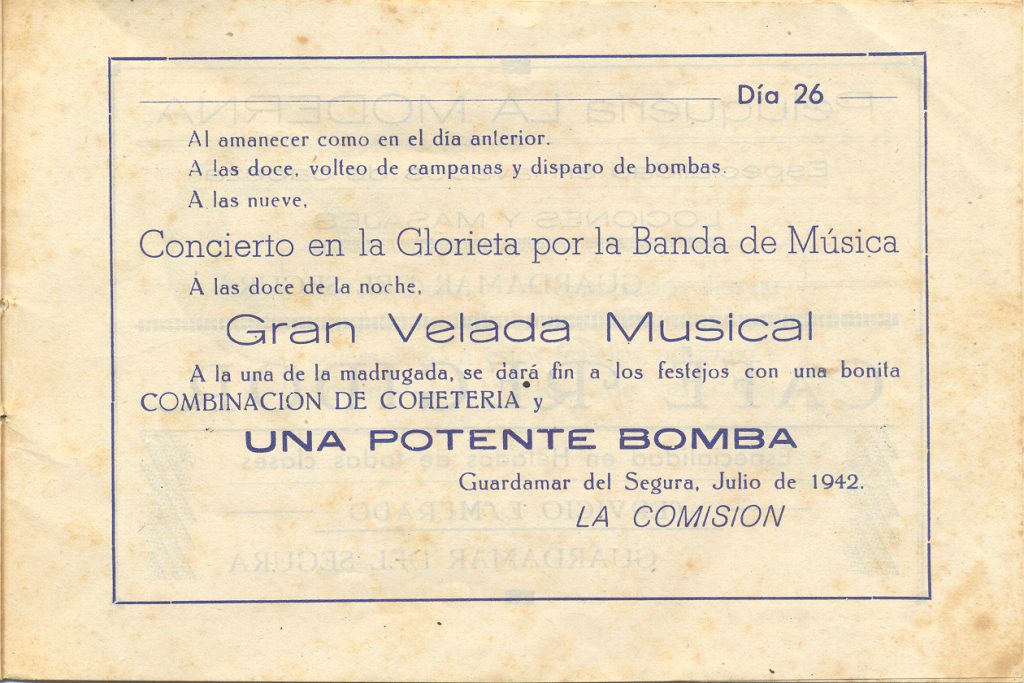 Día 26
Al amanecer como en el día anterior.
A las doce, volteo de campanas y disparo de bombas.
A las nueve,
Concierto en la Glorieta por la Banda de Música
A las doce de la noche,
Gran Velada Musical
A la una de la madrugada, se dará fin a los festejos con una bonita
COMBINACION DE COHETERIA y
UNA POTENTE BOMBA
Guardamar del Segura, Julio de 1942.
LA COMISION